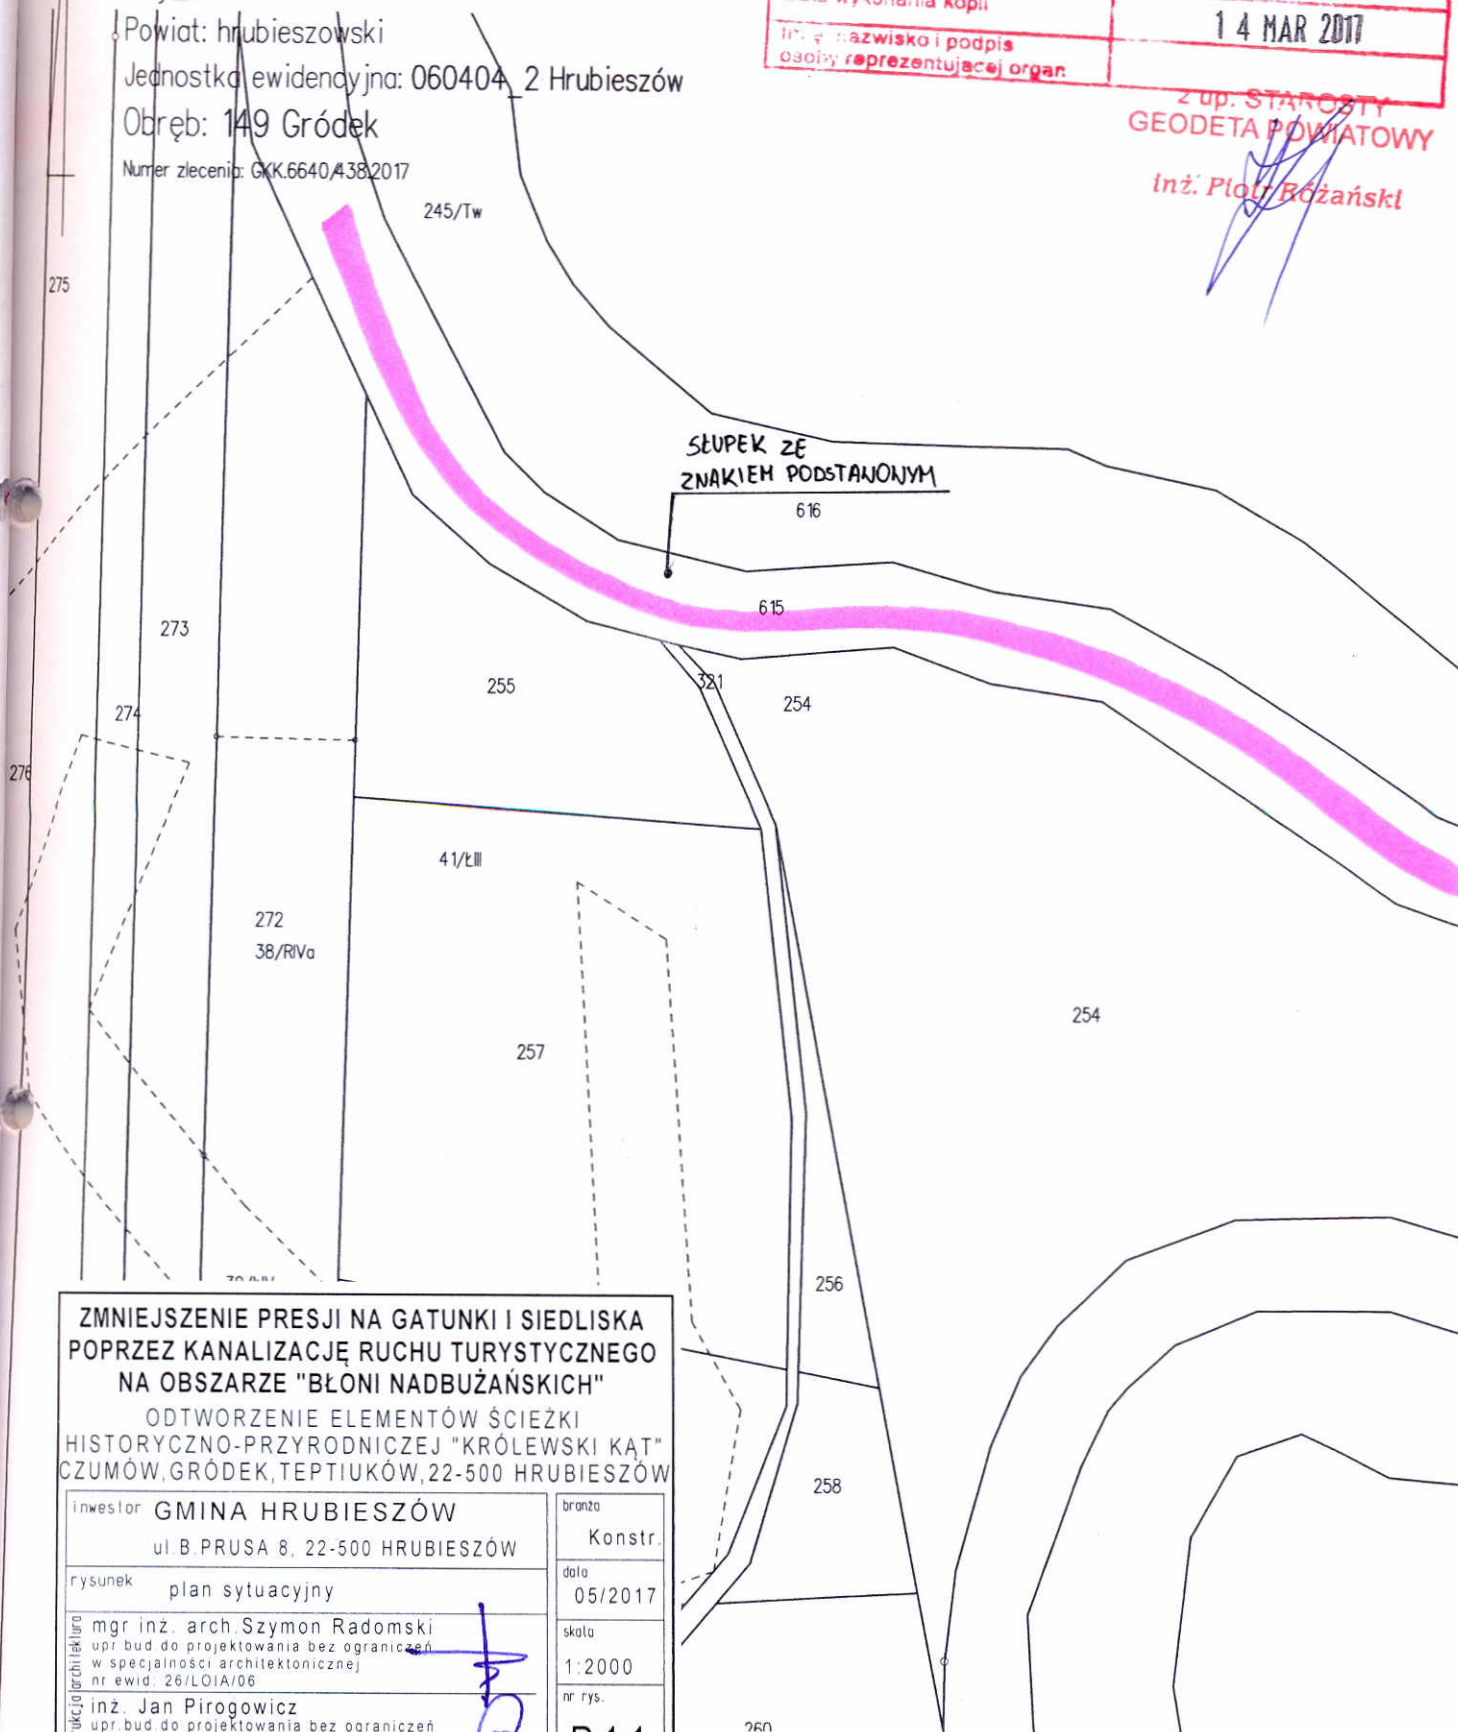 Powiat: hrubieszowski
Jednostka ewidencyjna: 060404_2 Hrubieszów
Obręb: 149 Gródek
Numer zlecenia: GKK.6640.438.2017
wykonania kopii
14 MAR 2017
nazwisko i podpis
osoby reprezentującej organ
z up. STAROSTY
GEODETA POWIATOWY
inż. Piotr Różański
245/Tw
275
SŁUPEK ZE
ZNAKIEM PODSTANONYM
616
615
273
255
321
254
274
276
41/ŁIII
272
38/RIVa
254
257
256
258
260
ZMNIEJSZENIE PRESJI NA GATUNKI I SIEDLISKA
POPRZEZ KANALIZACJĘ RUCHU TURYSTYCZNEGO
NA OBSZARZE "BŁONI NADBUŻAŃSKICH"
ODTWORZENIE ELEMENTÓW ŚCIEŻKI
HISTORYCZNO-PRZYRODNICZEJ "KRÓLEWSKI KĄT"
CZUMÓW, GRÓDEK, TEPTIUKÓW, 22-500 HRUBIESZÓW
inwestor GMINA HRUBIESZÓW
ul.B.PRUSA 8, 22-500 HRUBIESZÓW
branża
Konstr.
rysunek plan sytuacyjny
data
05/2017
architektura
mgr inż. arch. Szymon Radomski
upr bud do projektowania bez ograniczeń
w specjalności architektonicznej
nr ewid: 26/LOIA/06
skala
1:2000
inż. Jan Pirogowicz
upr.bud.do projektowania bez ograniczeń
nr rys.